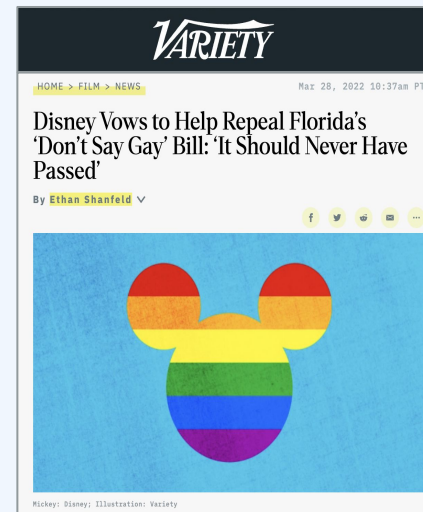 VARIETY
HOME > FILM > NEWS
Mar 28, 2022 10:37am PT
Disney Vows to Help Repeal Florida's
'Don't Say Gay' Bill: 'It Should Never Have
Passed'
By Ethan Shanfeld
Mickey: Disney; Illustration: Variety